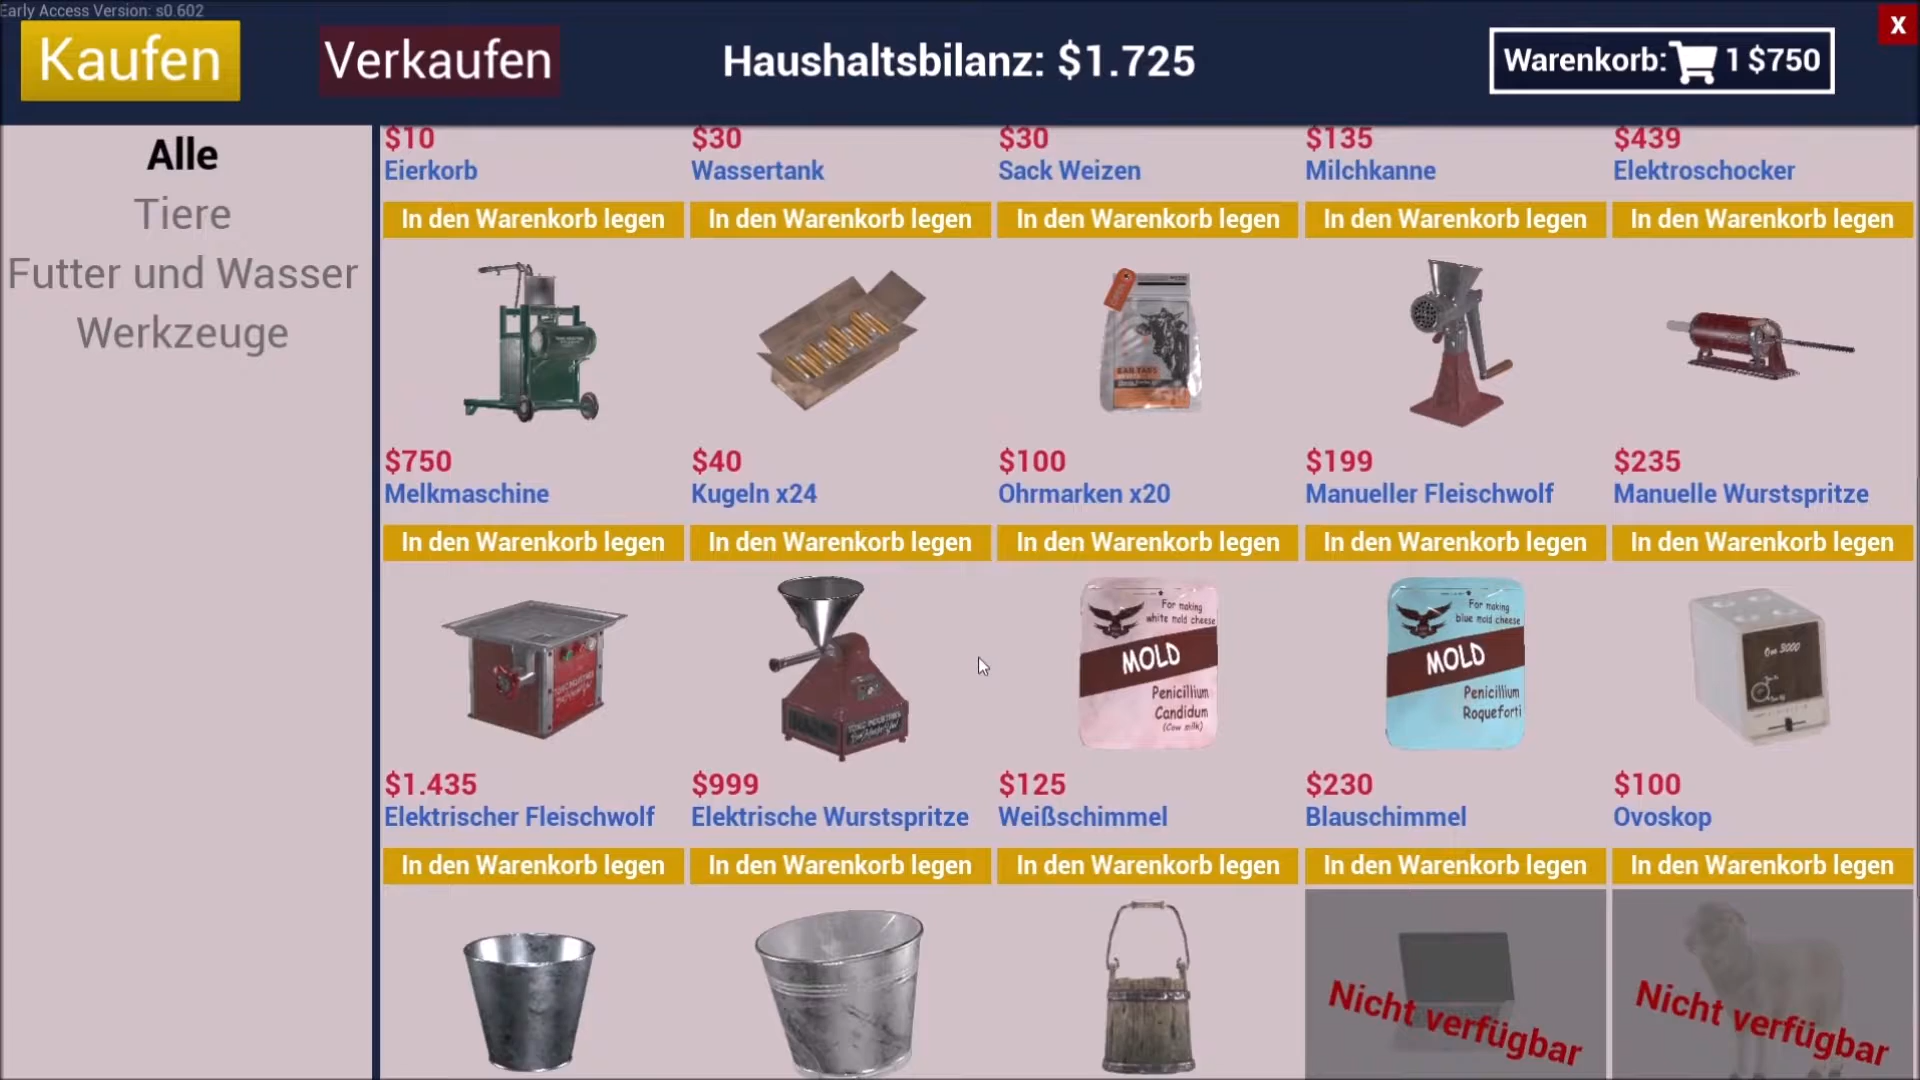 Early Access Version: s0.602
Kaufen
Verkaufen
Haushaltsbilanz: $1.725
Warenkorb: 1 $750
X
Alle
Tiere
Futter und Wasser
Werkzeuge
$10
Eierkorb
In den Warenkorb legen
$30
Wassertank
In den Warenkorb legen
$30
Sack Weizen
In den Warenkorb legen
$135
Milchkanne
In den Warenkorb legen
$439
Elektroschocker
In den Warenkorb legen
$750
Melkmaschine
In den Warenkorb legen
$40
Kugeln x24
In den Warenkorb legen
EAR TAGS
$100
Ohrmarken x20
In den Warenkorb legen
$199
Manueller Fleischwolf
In den Warenkorb legen
$235
Manuelle Wurstspritze
In den Warenkorb legen
$1.435
Elektrischer Fleischwolf
In den Warenkorb legen
$999
Elektrische Wurstspritze
In den Warenkorb legen
For making
white mold cheese
MOLD
Penicillium
Candidum
(Cow milk)
$125
Weißschimmel
In den Warenkorb legen
For making
blue mold cheese
MOLD
Penicillium
Roqueforti
$230
Blauschimmel
In den Warenkorb legen
Ovo 3000
$100
Ovoskop
In den Warenkorb legen
Nicht verfügbar
Nicht verfügbar